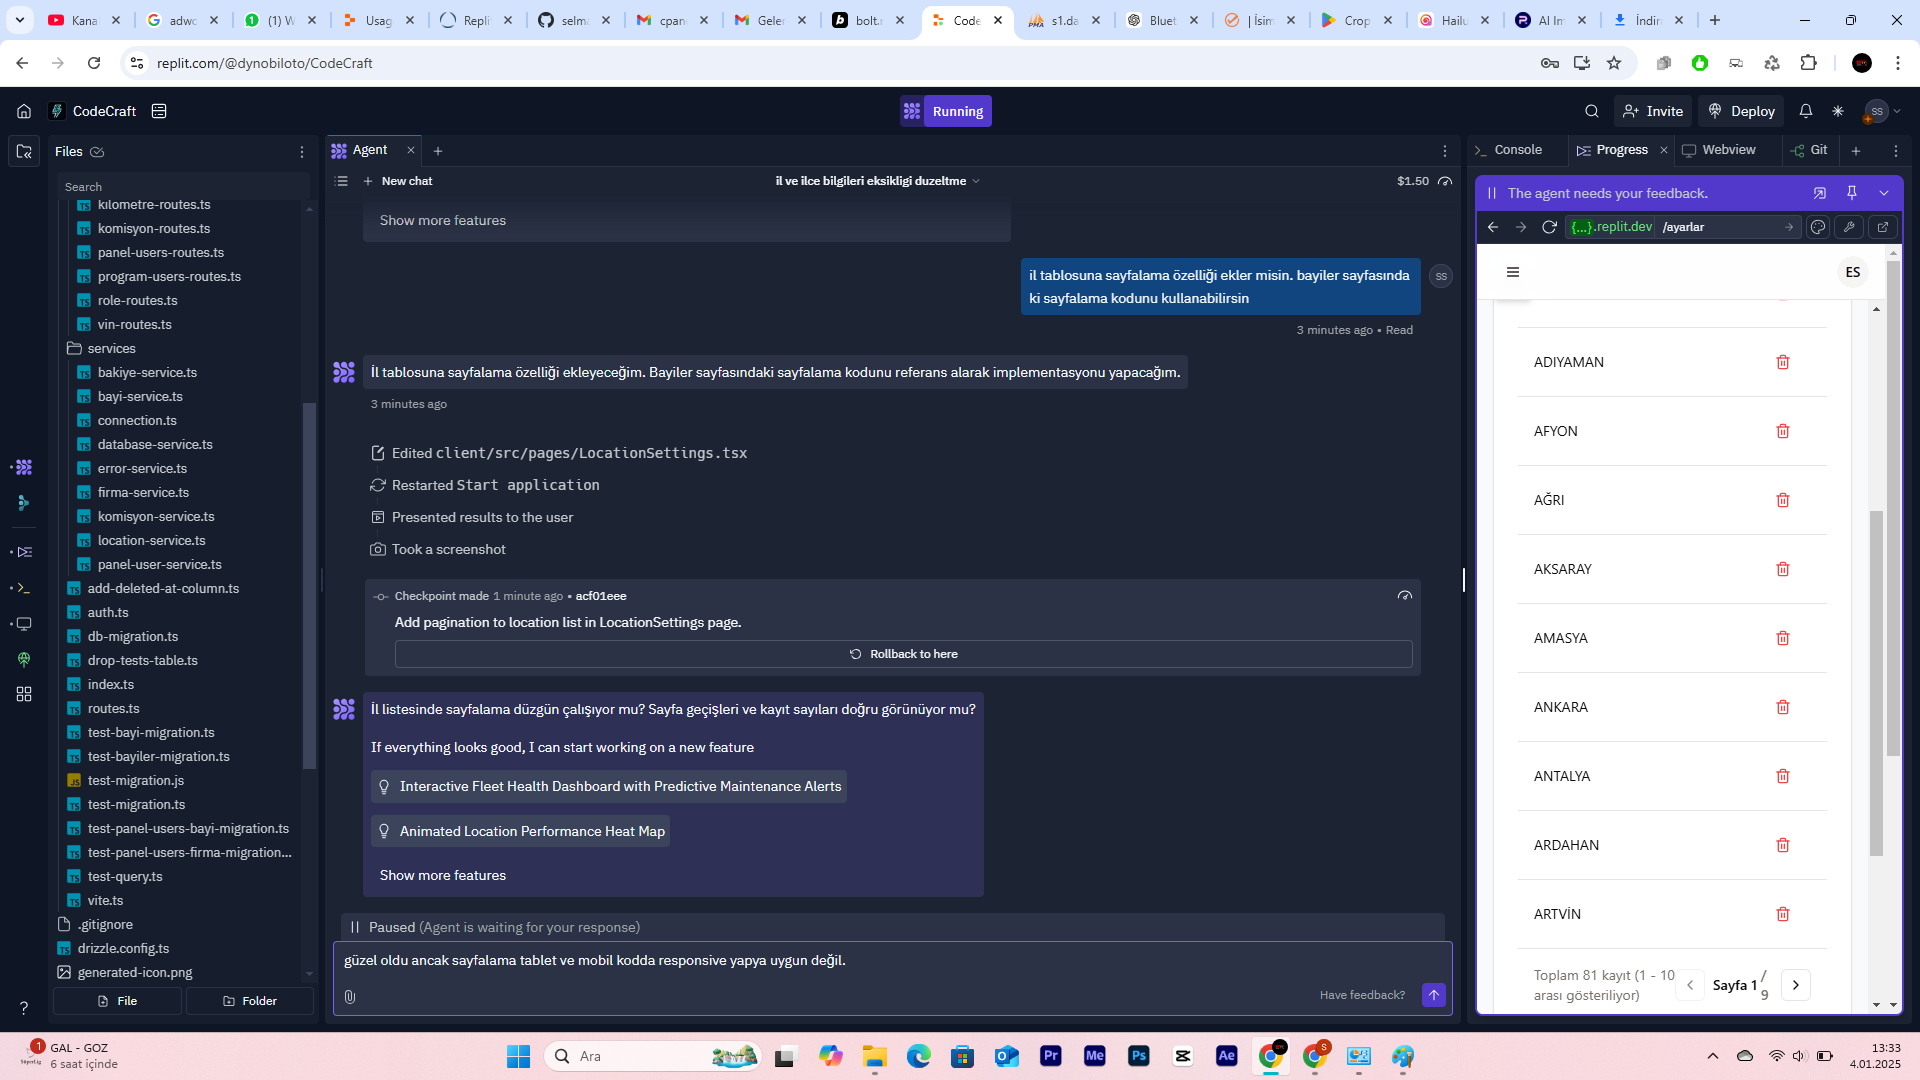 Kana
adwo
(1) W
Usag
Repli
selma
cpan
Geler
bolt.n
Code
s1.da
Bluet
| İsim
Crop
Hailu
AI Im
İndir
replit.com/@dynobiloto/CodeCraft
CodeCraft
Running
Invite
Deploy
SS
Files
Agent
Console
Progress
Webview
Git
Search
New chat
il ve ilce bilgileri eksikligi duzeltme
$1.50
The agent needs your feedback.
{...}.replit.dev
/ayarlar
kilometre-routes.ts
komisyon-routes.ts
panel-users-routes.ts
program-users-routes.ts
role-routes.ts
vin-routes.ts
services
bakiye-service.ts
bayi-service.ts
connection.ts
database-service.ts
error-service.ts
firma-service.ts
komisyon-service.ts
location-service.ts
panel-user-service.ts
add-deleted-at-column.ts
auth.ts
db-migration.ts
drop-tests-table.ts
index.ts
routes.ts
test-bayi-migration.ts
test-bayiler-migration.ts
test-migration.js
test-migration.ts
test-panel-users-bayi-migration.ts
test-panel-users-firma-migration...
test-query.ts
vite.ts
.gitignore
drizzle.config.ts
generated-icon.png
File
Folder
Show more features
il tablosuna sayfalama özelliği ekler misin. bayiler sayfasında
ki sayfalama kodunu kullanabilirsin
SS
3 minutes ago • Read
İl tablosuna sayfalama özelliği ekleyeceğim. Bayiler sayfasındaki sayfalama kodunu referans alarak implementasyonu yapacağım.
3 minutes ago
Edited client/src/pages/LocationSettings.tsx
Restarted Start application
Presented results to the user
Took a screenshot
Checkpoint made 1 minute ago • acf01eee
Add pagination to location list in LocationSettings page.
Rollback to here
İl listesinde sayfalama düzgün çalışıyor mu? Sayfa geçişleri ve kayıt sayıları doğru görünüyor mu?
If everything looks good, I can start working on a new feature
Interactive Fleet Health Dashboard with Predictive Maintenance Alerts
Animated Location Performance Heat Map
Show more features
Paused (Agent is waiting for your response)
güzel oldu ancak sayfalama tablet ve mobil kodda responsive yapya uygun değil.
Have feedback?
ES
ADIYAMAN
AFYON
AĞRI
AKSARAY
AMASYA
ANKARA
ANTALYA
ARDAHAN
ARTVİN
Toplam 81 kayıt (1 - 10
arası gösteriliyor)
Sayfa 1 / 9
1
GAL - GOZ
6 saat içinde
Ara
Pr
Me
Ps
Ae
S
13:33
4.01.2025